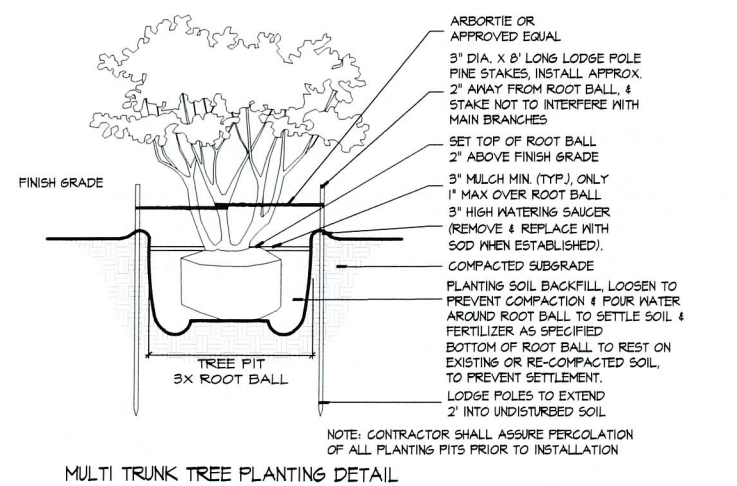 ARBORTIE OR
APPROVED EQUAL
3" DIA. X 8' LONG LODGE POLE
PINE STAKES, INSTALL APPROX.
2" AWAY FROM ROOT BALL, &
STAKE NOT TO INTERFERE WITH
MAIN BRANCHES
SET TOP OF ROOT BALL
2" ABOVE FINISH GRADE
FINISH GRADE
3" MULCH MIN. (TYP.), ONLY
1" MAX OVER ROOT BALL
3" HIGH WATERING SAUCER
(REMOVE & REPLACE WITH
SOD WHEN ESTABLISHED).
COMPACTED SUBGRADE
PLANTING SOIL BACKFILL, LOOSEN TO
PREVENT COMPACTION & POUR WATER
AROUND ROOT BALL TO SETTLE SOIL &
FERTILIZER AS SPECIFIED
BOTTOM OF ROOT BALL TO REST ON
EXISTING OR RE-COMPACTED SOIL,
TO PREVENT SETTLEMENT.
TREE PIT
3X ROOT BALL
LODGE POLES TO EXTEND
2' INTO UNDISTURBED SOIL
NOTE: CONTRACTOR SHALL ASSURE PERCOLATION
OF ALL PLANTING PITS PRIOR TO INSTALLATION
MULTI TRUNK TREE PLANTING DETAIL